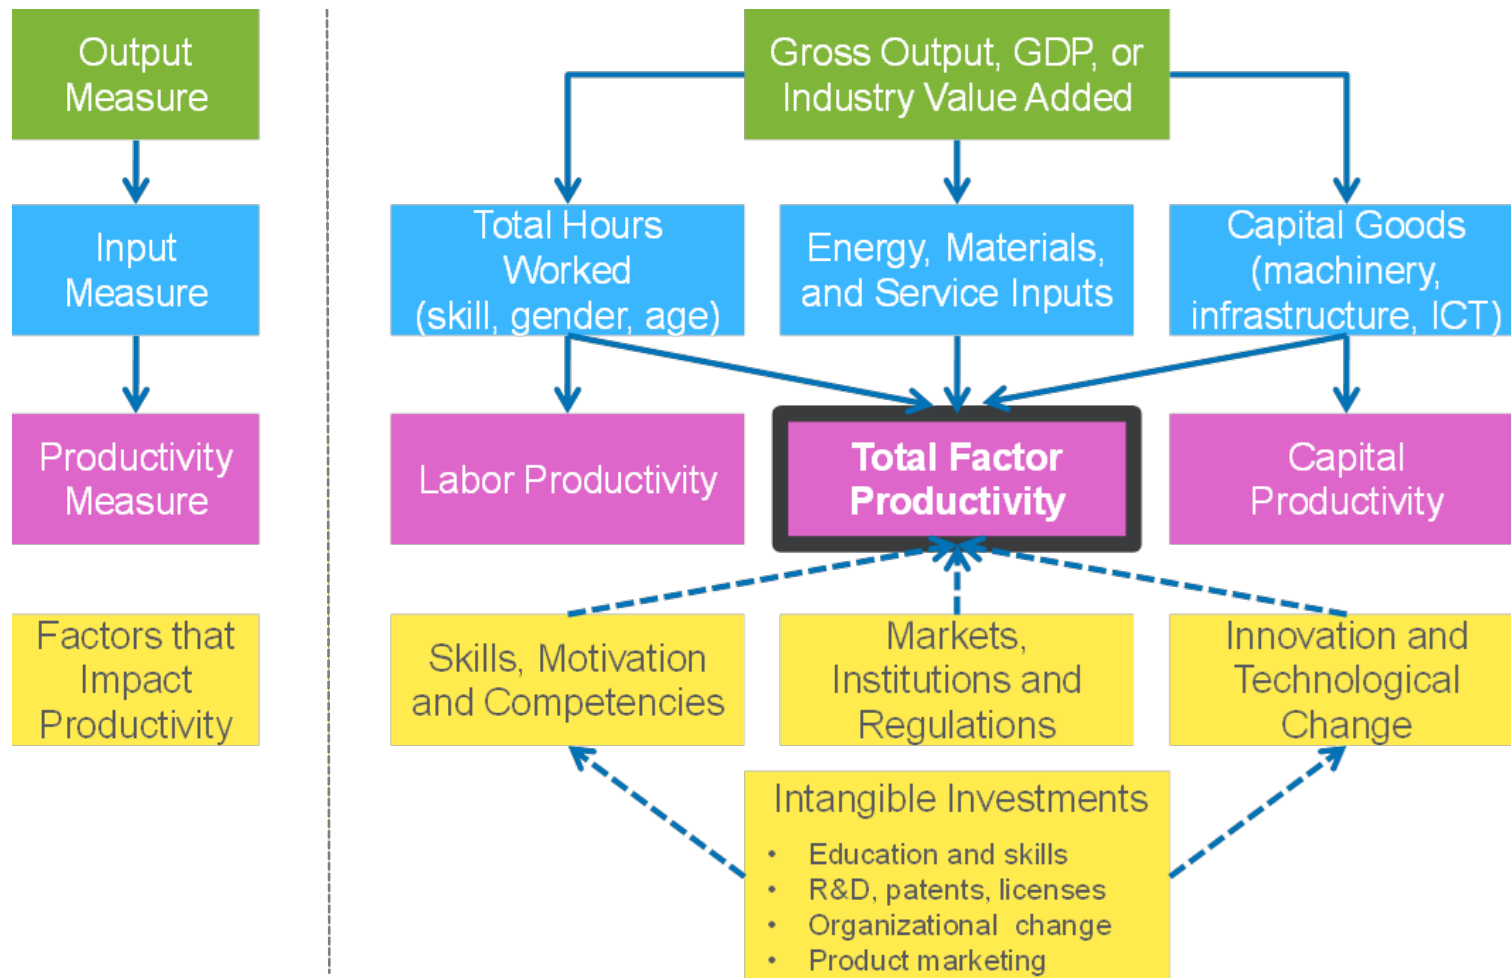 Output
Measure
Gross Output, GDP, or
Industry Value Added
Input
Measure
Total Hours
Worked
(skill, gender, age)
Energy, Materials,
and Service Inputs
Capital Goods
(machinery,
infrastructure, ICT)
Productivity
Measure
Labor Productivity
Total Factor
Productivity
Capital
Productivity
Factors that
Impact
Productivity
Skills, Motivation
and Competencies
Markets,
Institutions and
Regulations
Innovation and
Technological
Change
Intangible Investments
• Education and skills
• R&D, patents, licenses
• Organizational change
• Product marketing